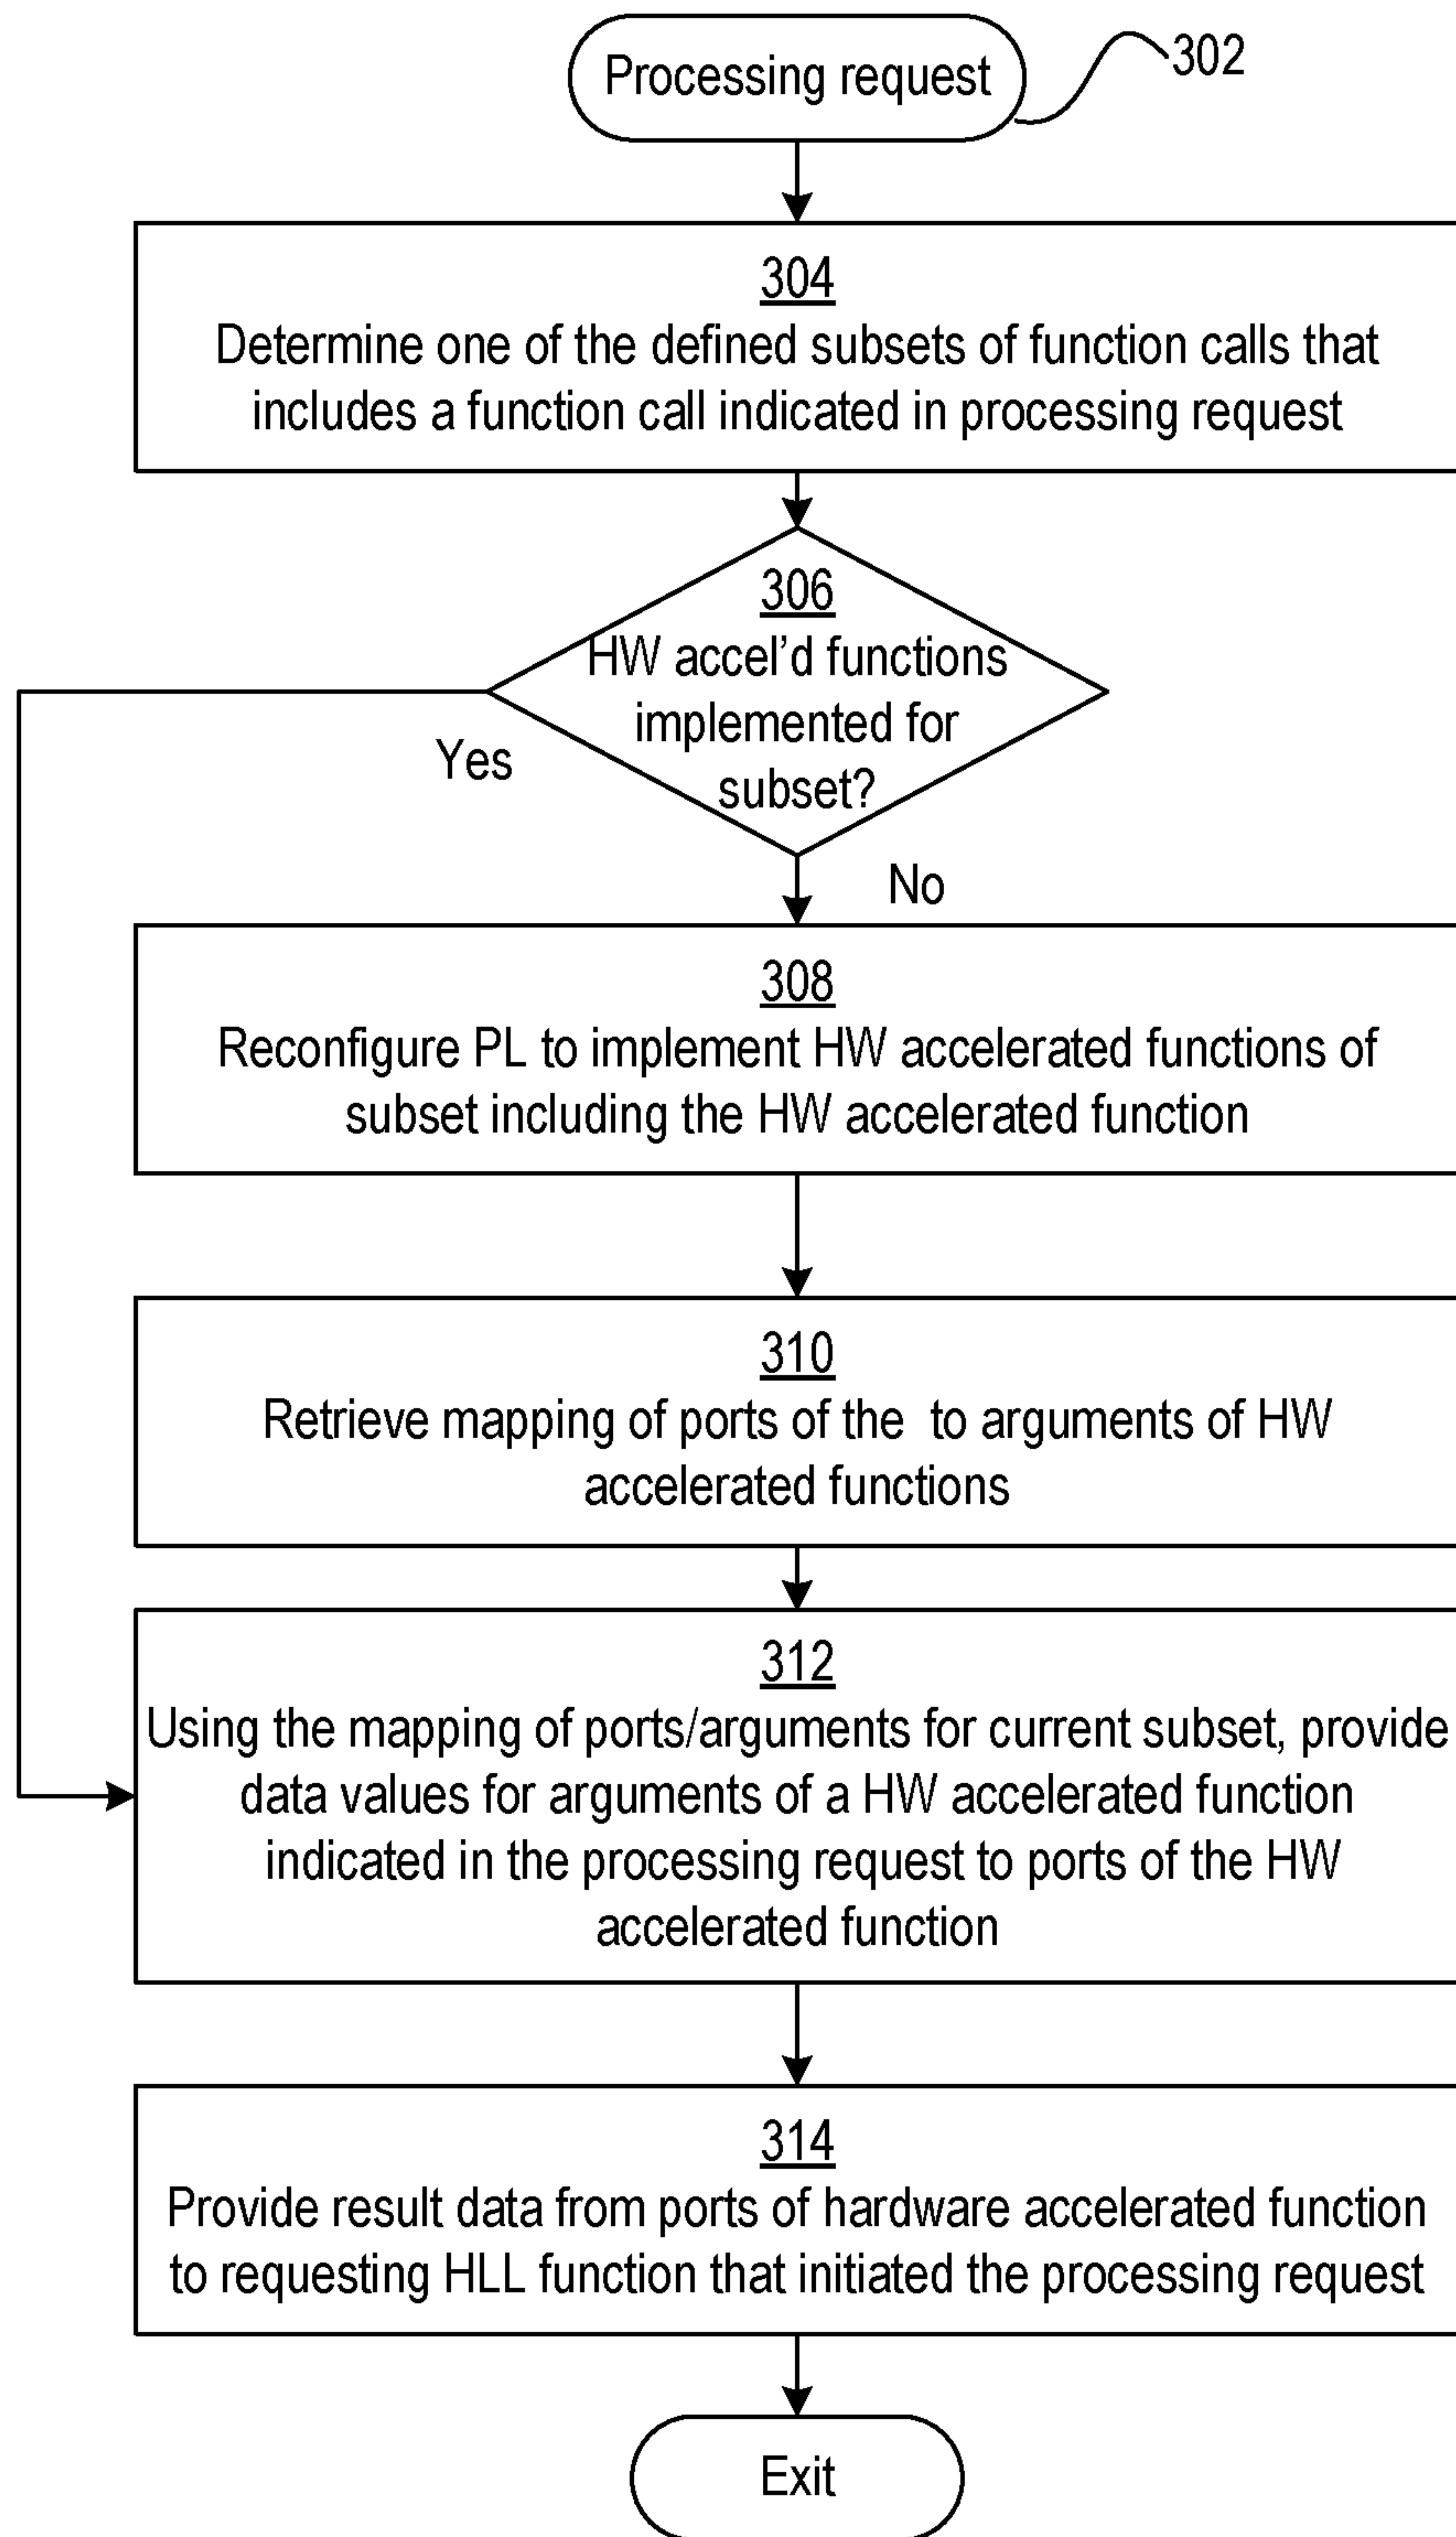 Processing request
302
304
Determine one of the defined subsets of function calls that
includes a function call indicated in processing request
306
HW accel'd functions
implemented for
subset?
Yes
No
308
Reconfigure PL to implement HW accelerated functions of
subset including the HW accelerated function
310
Retrieve mapping of ports of the to arguments of HW
accelerated functions
312
Using the mapping of ports/arguments for current subset, provide
data values for arguments of a HW accelerated function
indicated in the processing request to ports of the HW
accelerated function
314
Provide result data from ports of hardware accelerated function
to requesting HLL function that initiated the processing request
Exit